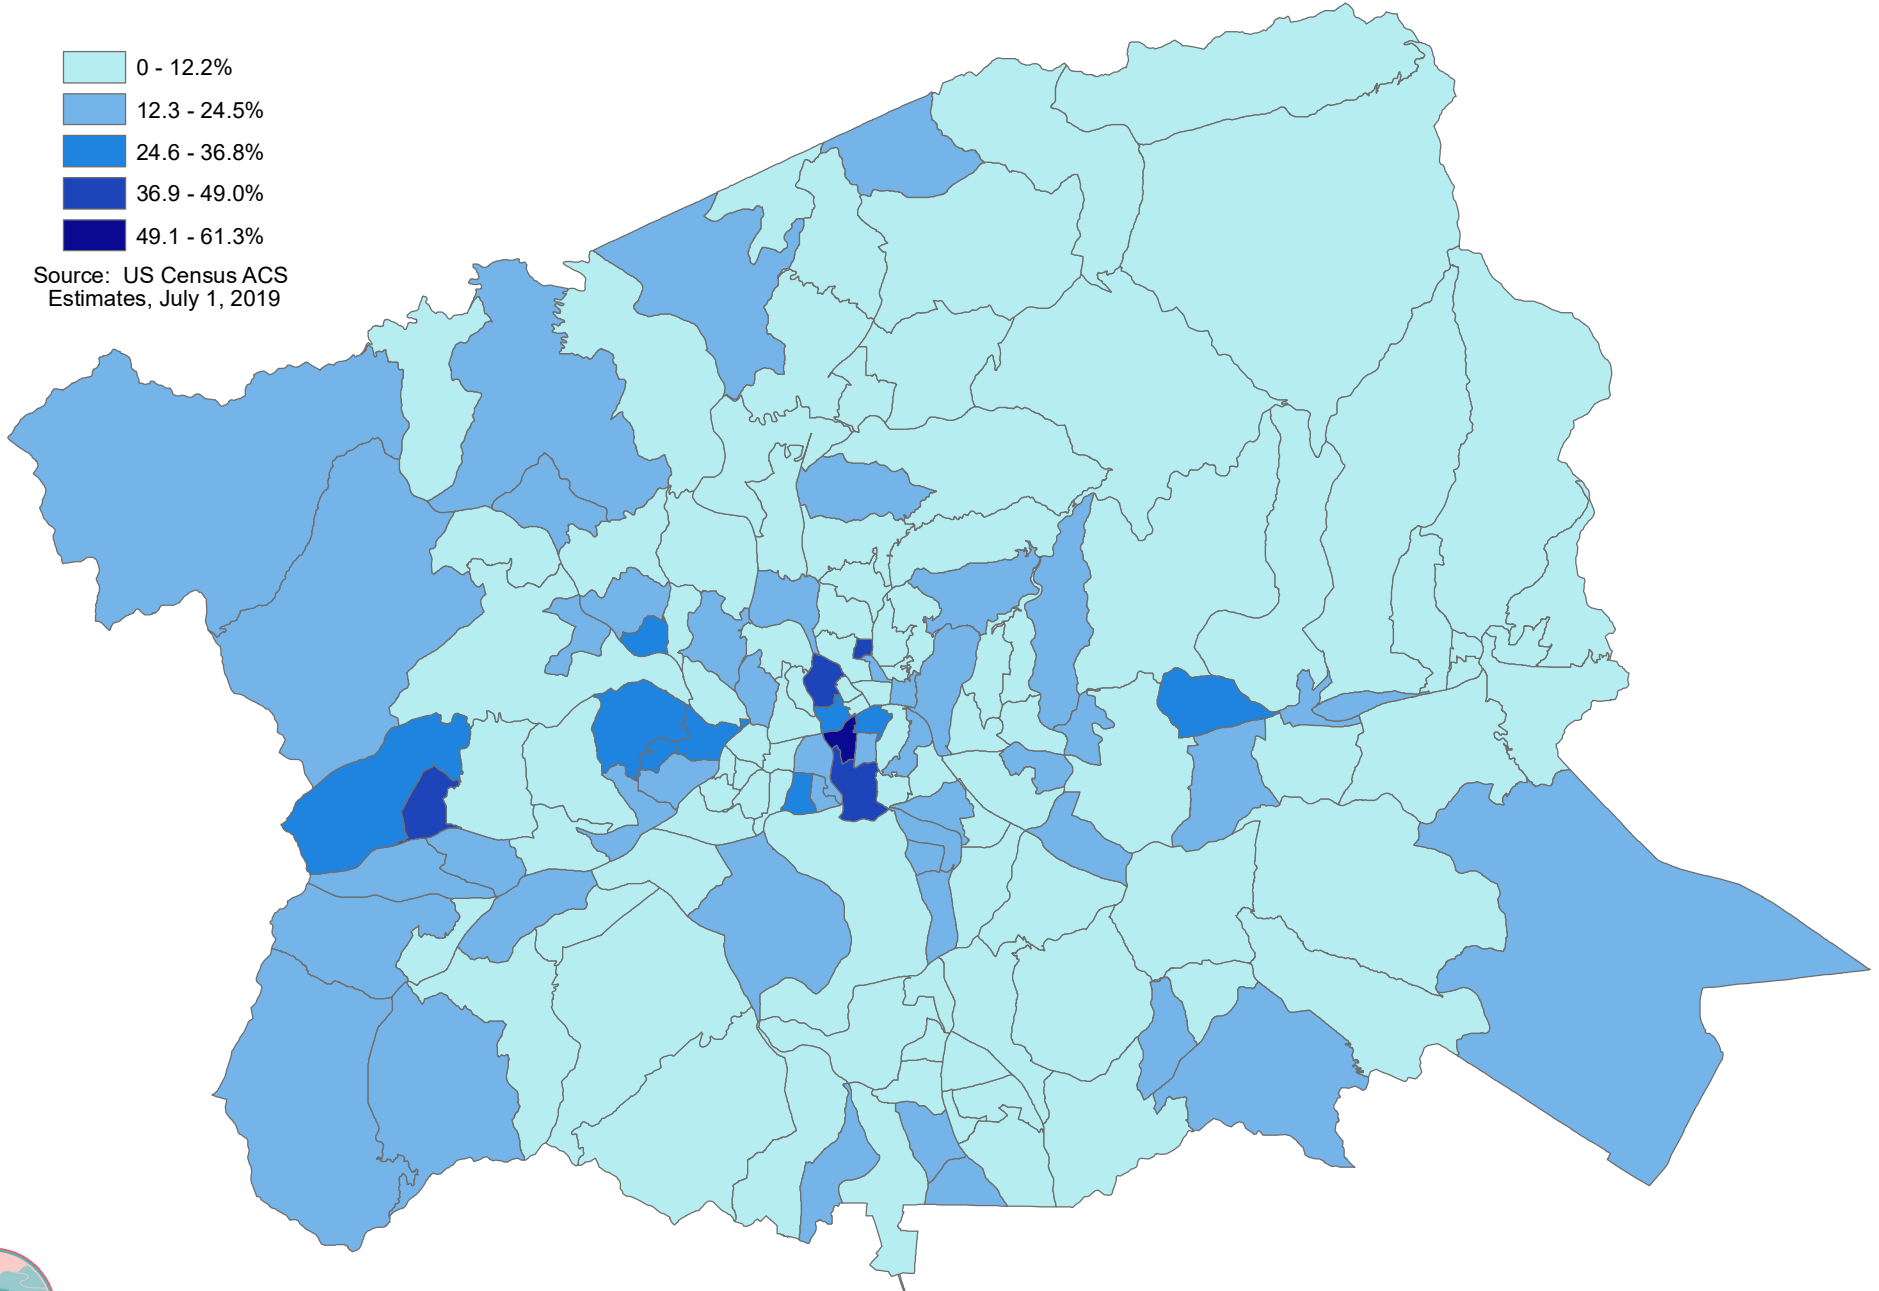 0 - 12.2%
12.3 - 24.5%
24.6 - 36.8%
36.9 - 49.0%
49.1 - 61.3%
Source: US Census ACS
Estimates, July 1, 2019